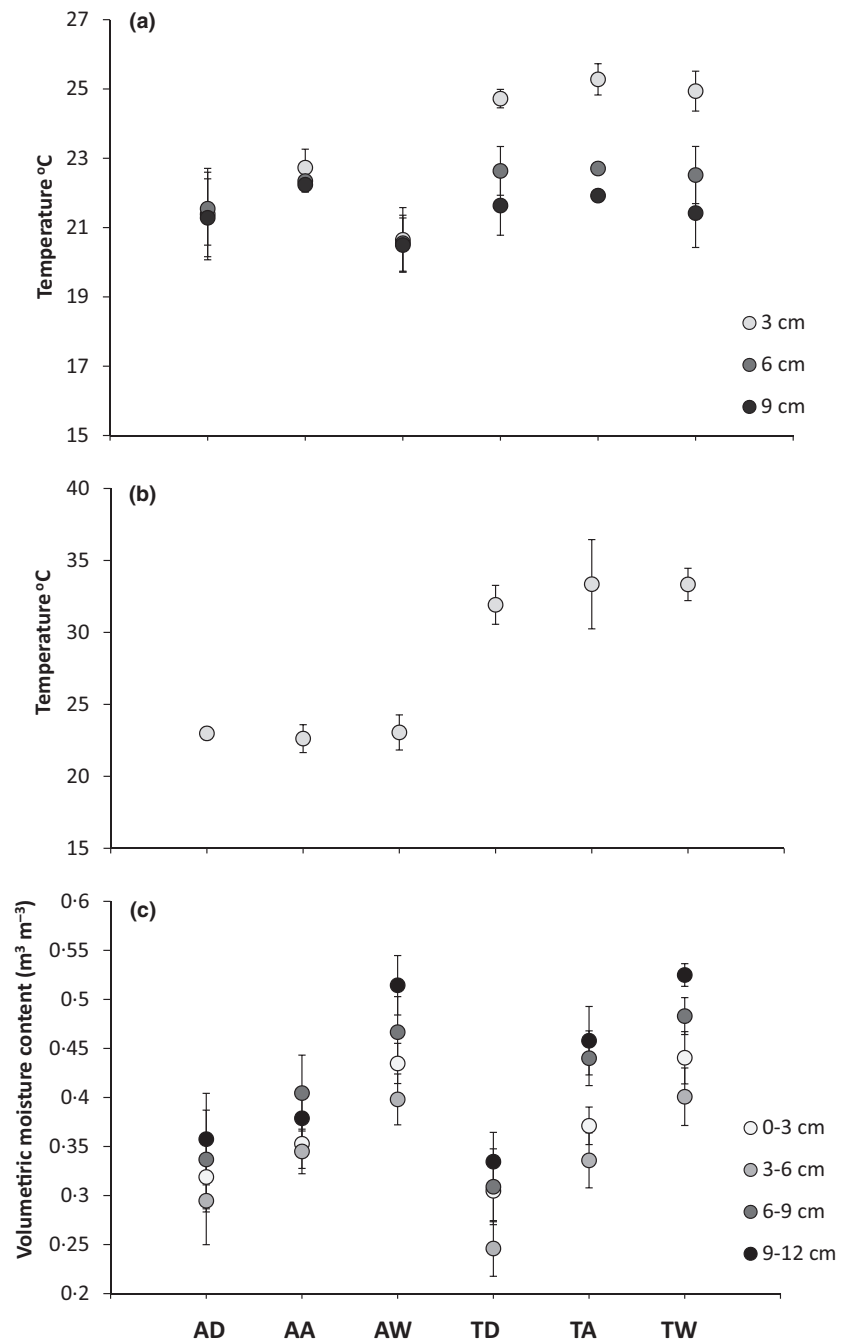 (a)
Temperature ºC
27
25
23
21
19
17
15
3 cm
6 cm
9 cm
(b)
Temperature ºC
40
35
30
25
20
15
(c)
Volumetiric moisture content (m³ m⁻³)
0·6
0·55
0·5
0·45
0·4
0·35
0·3
0·25
0·2
0-3 cm
3-6 cm
6-9 cm
9-12 cm
AD AA AW TD TA TW